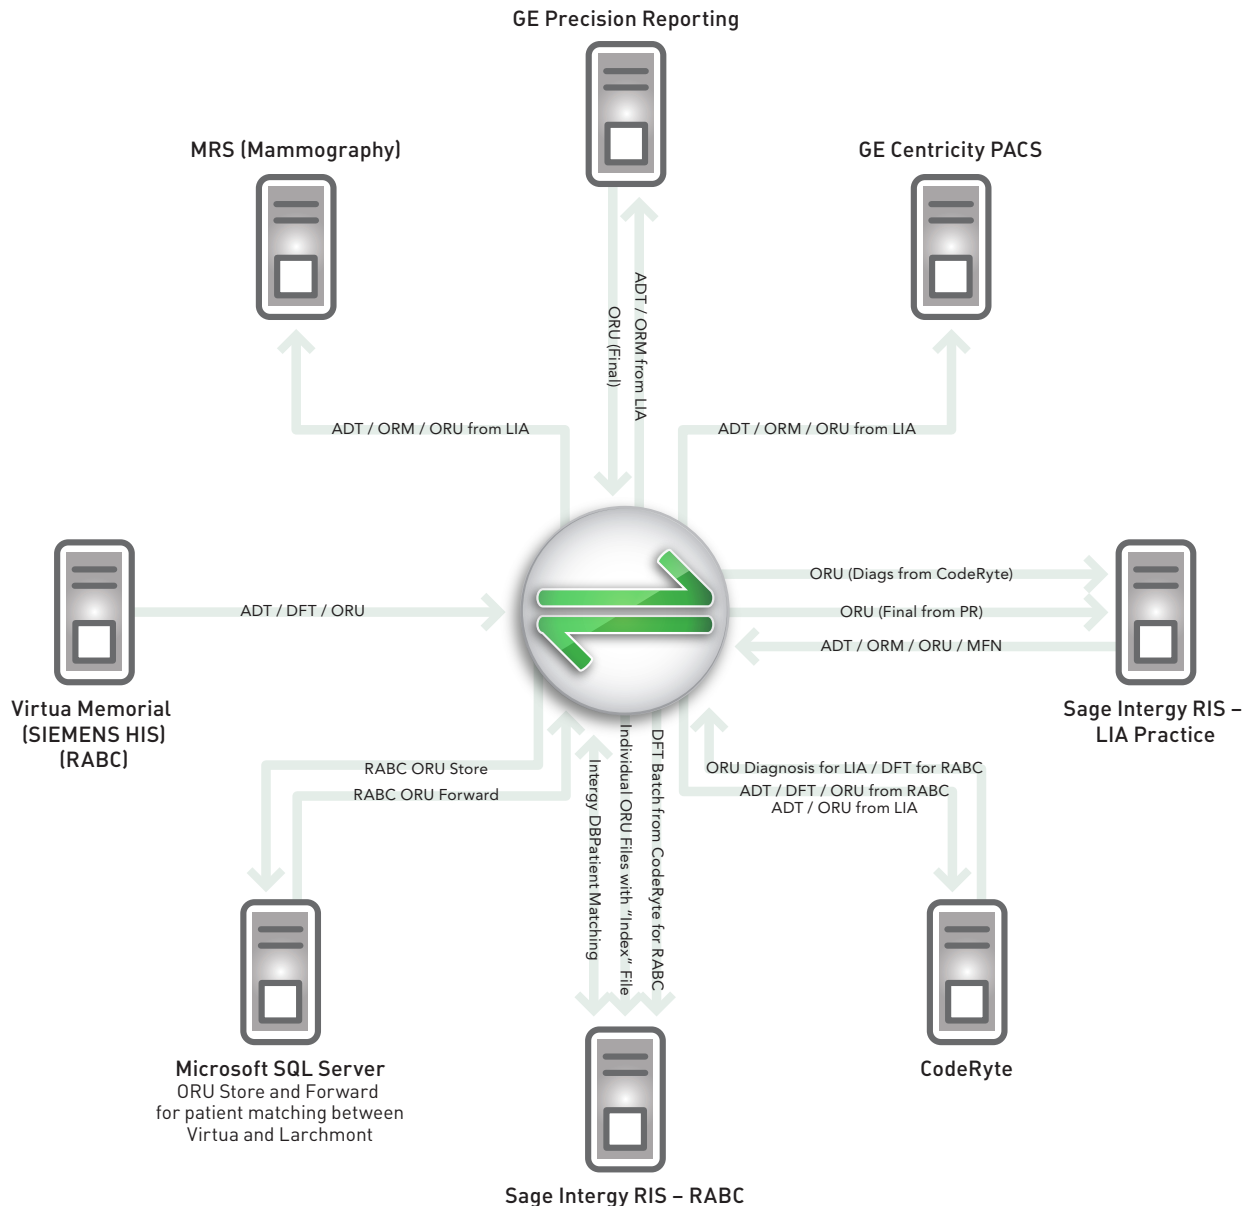 GE Precision Reporting
MRS (Mammography)
GE Centricity PACS
ORU (Final)
ADT / ORM from LIA
ADT / ORM / ORU from LIA
ADT / ORM / ORU from LIA
ADT / DFT / ORU
ORU (Diags from CodeRyte)
ORU (Final from PR)
ADT / ORM / ORU / MFN
Virtua Memorial
(SIEMENS HIS)
(RABC)
Sage Intergy RIS –
LIA Practice
RABC ORU Store
RABC ORU Forward
Intergy DBPatient Matching
Individual ORU Files with “Index” File
DFT Batch from CodeRyte for RABC
ORU Diagnosis for LIA / DFT for RABC
ADT / DFT / ORU from RABC
ADT / ORU from LIA
Microsoft SQL Server
ORU Store and Forward
for patient matching between
Virtua and Larchmont
CodeRyte
Sage Intergy RIS – RABC